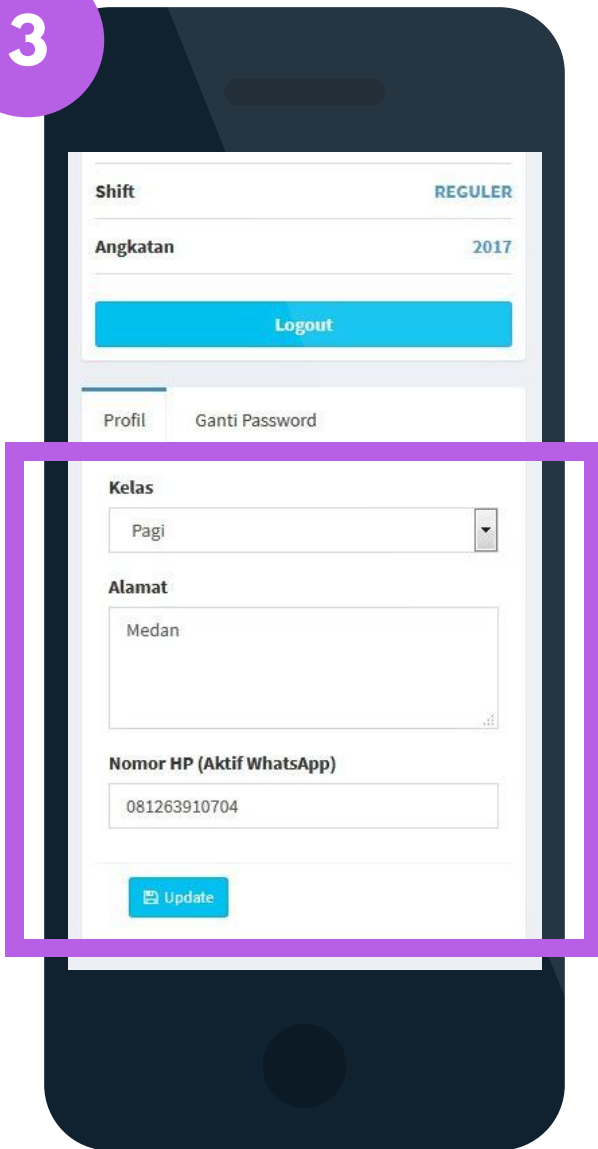 3
Shift REGULER
Angkatan 2017
Logout
Profil Ganti Password
Kelas
Pagi
Alamat
Medan
Nomor HP (Aktif WhatsApp)
081263910704
Update